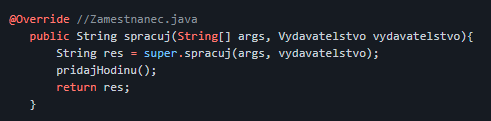 @Override //Zamestnanec.java
public String spracuj(String[] args, Vydavatelstvo vydavatelstvo){
String res = super.spracuj(args, vydavatelstvo);
pridajHodinu();
return res;
}